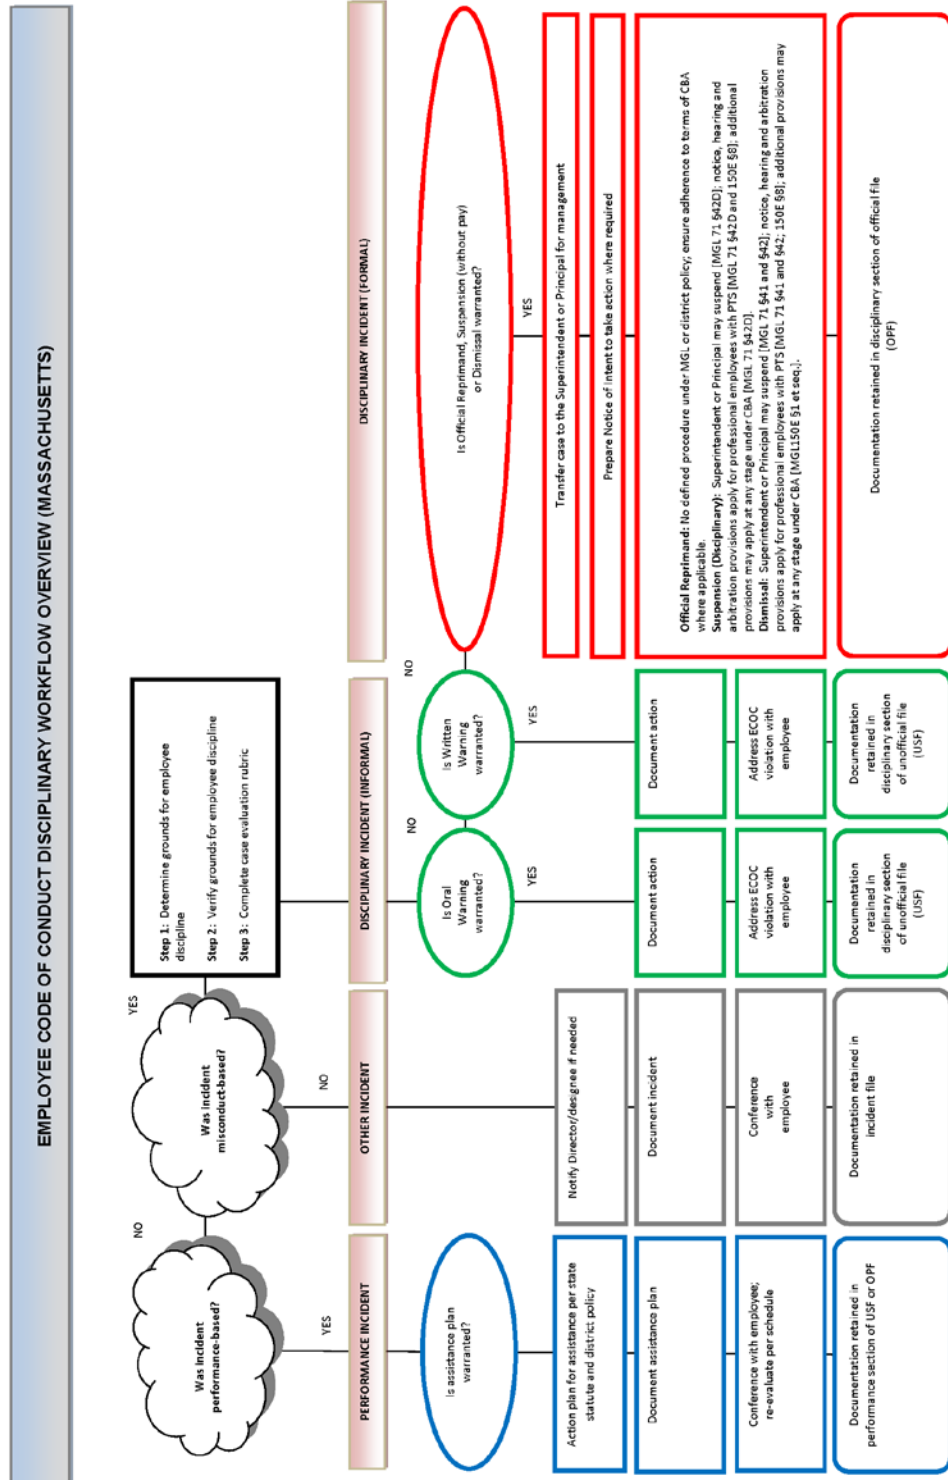 EMPLOYEE CODE OF CONDUCT DISCIPLINARY WORKFLOW OVERVIEW (MASSACHUSETTS)
Was incident
performance-based?
NO
YES
Was incident
misconduct-based?
YES
NO
Step 1: Determine grounds for employee
discipline
Step 2: Verify grounds for employee discipline
Step 3: Complete case evaluation rubric
PERFORMANCE INCIDENT
Is assistance plan
warranted?
Action plan for assistance per state
statute and district policy
Document assistance plan
Conference with employee;
re-evaluate per schedule
Documentation retained in
performance section of USF or OPF
OTHER INCIDENT
Notify Director/designee if needed
Document incident
Conference
with
employee
Documentation retained in
incident file
DISCIPLINARY INCIDENT (INFORMAL)
Is Oral
Warning
warranted?
NO
YES
Document action
Address ECOC
violation with
employee
Documentation
retained in
disciplinary section
of unofficial file
(USF)
Is Written
Warning
warranted?
NO
YES
Document action
Address ECOC
violation with
employee
Documentation
retained in
disciplinary section
of unofficial file
(USF)
DISCIPLINARY INCIDENT (FORMAL)
Is Official Reprimand, Suspension (without pay)
or Dismissal warranted?
YES
Transfer case to the Superintendent or Principal for management
Prepare Notice of Intent to take action where required
Official Reprimand: No defined procedure under MGL or district policy; ensure adherence to terms of CBA
where applicable.
Suspension (Disciplinary): Superintendent or Principal may suspend [MGL 71 §42D]; notice, hearing and
arbitration provisions apply for professional employees with PTS [MGL 71 §42D and 150E §8]; additional
provisions may apply at any stage under CBA [MGL 71 §42D].
Dismissal: Superintendent or Principal may suspend [MGL 71 §41 and §42]; notice, hearing and arbitration
provisions apply for professional employees with PTS [MGL 71 §41 and §42; 150E §8]; additional provisions may
apply at any stage under CBA [MGL150E §1 et seq.].
Documentation retained in disciplinary section of official file
(OPF)